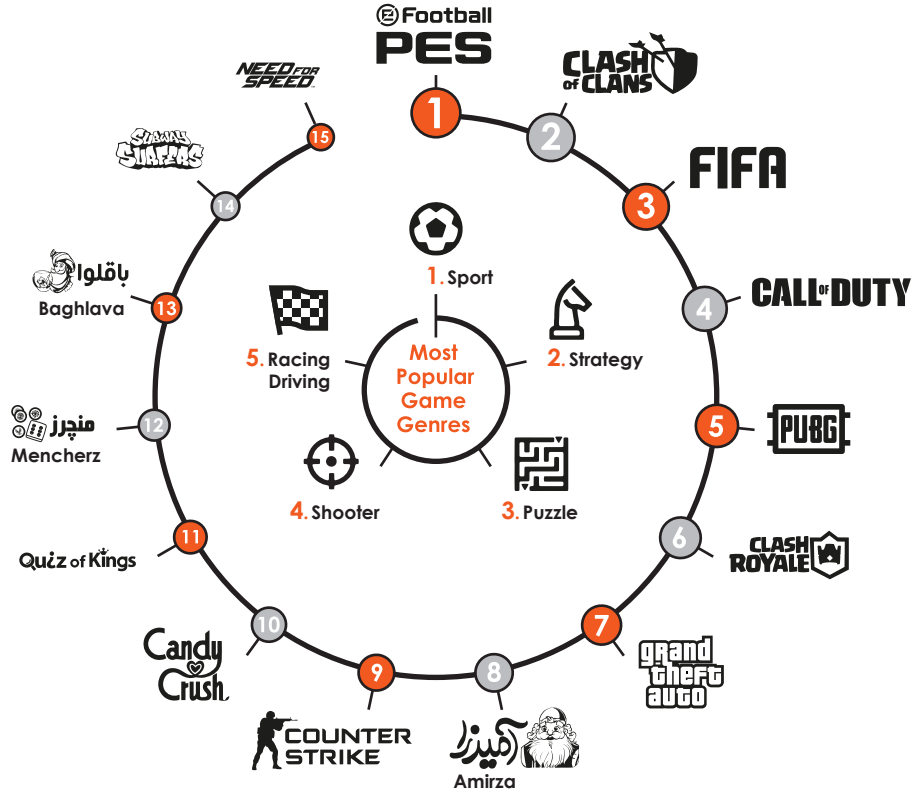 eFootball
PES
1
CLASH
of CLANS
2
FIFA
3
CALL OF DUTY
4
PUBG
5
CLASH
ROYALE
6
grand
theft
auto
7
آمیرزا
Amirza
8
COUNTER
STRIKE
9
Candy
Crush
10
Quiz of Kings
11
منچرز
Mencherz
12
باقلوا
Baghlava
13
SUBWAY
SURFERS
14
NEED FOR
SPEED
15
Most
Popular
Game
Genres
1. Sport
2. Strategy
3. Puzzle
4. Shooter
5. Racing
Driving